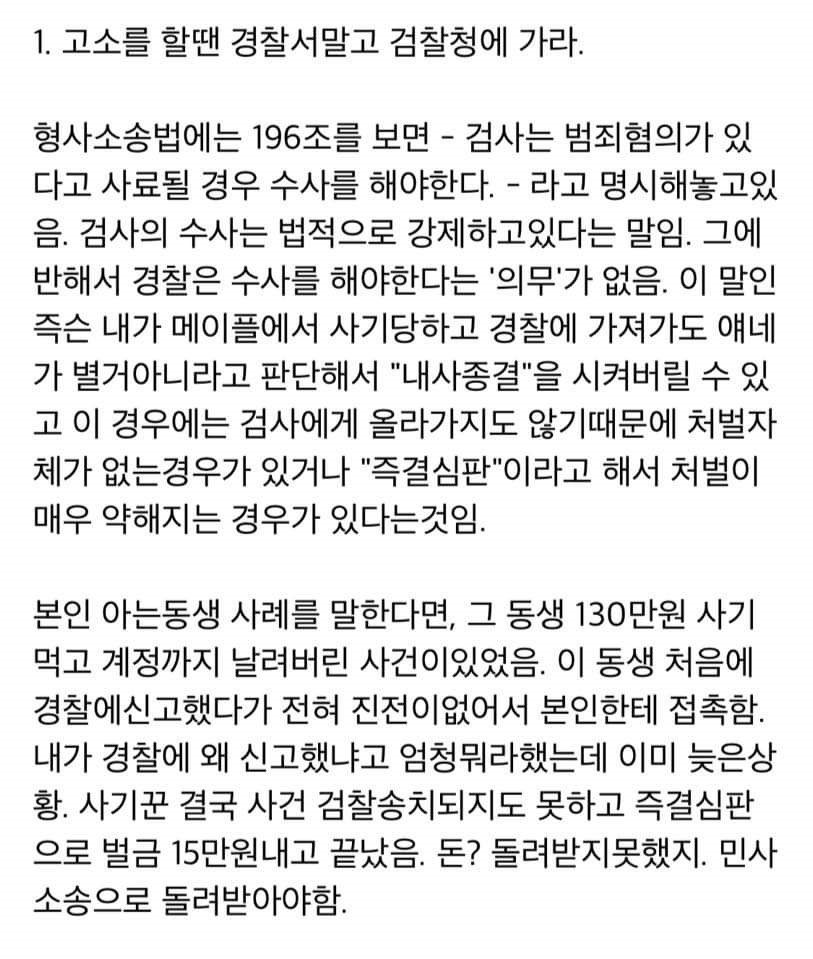 1. 고소를 할땐 경찰서말고 검찰청에 가라.
형사소송법에는 196조를 보면 - 검사는 범죄혐의가 있
다고 사료될 경우 수사를 해야한다. - 라고 명시해놓고있
음. 검사의 수사는 법적으로 강제하고있다는 말임. 그에
반해서 경찰은 수사를 해야한다는 '의무'가 없음. 이 말인
즉슨 내가 메이플에서 사기당하고 경찰에 가져가도 얘네
가 별거아니라고 판단해서 "내사종결"을 시켜버릴 수 있
고 이 경우에는 검사에게 올라가지도 않기때문에 처벌자
체가 없는경우가 있거나 "즉결심판"이라고 해서 처벌이
매우 약해지는 경우가 있다는것임.
본인 아는동생 사례를 말한다면, 그 동생 130만원 사기
먹고 계정까지 날려버린 사건이있었음. 이 동생 처음에
경찰에신고했다가 전혀 진전이없어서 본인한테 접촉함.
내가 경찰에 왜 신고했냐고 엄청뭐라했는데 이미 늦은상
황. 사기꾼 결국 사건 검찰송치되지도 못하고 즉결심판
으로 벌금 15만원내고 끝났음. 돈? 돌려받지못했지. 민사
소송으로 돌려받아야함.